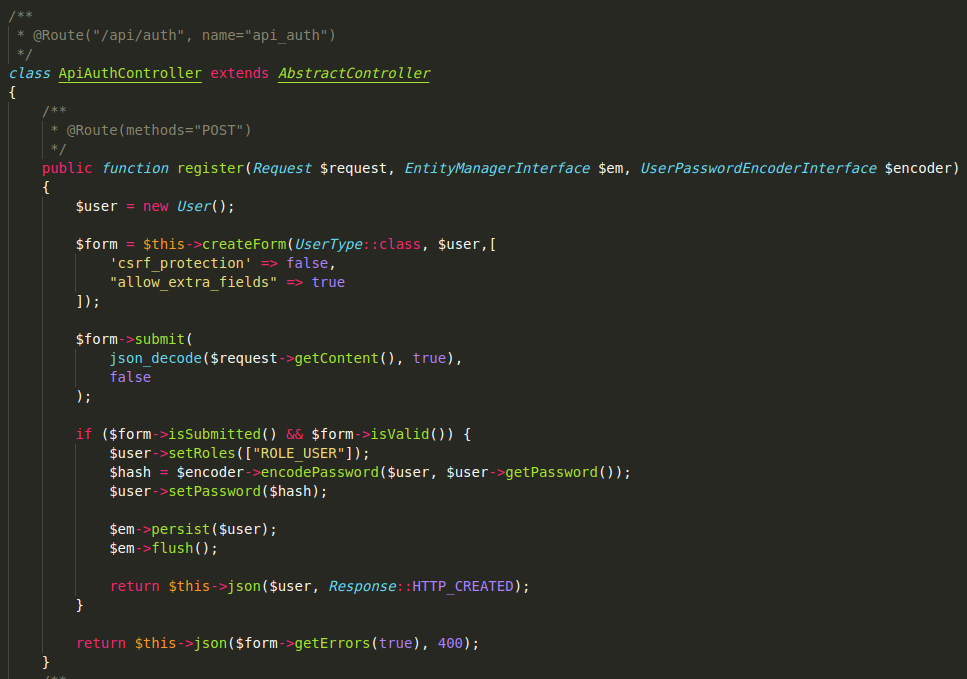 /**
 * @Route("/api/auth", name="api_auth")
 */
class ApiAuthController extends AbstractController
{
    /**
     * @Route(methods="POST")
     */
    public function register(Request $request, EntityManagerInterface $em, UserPasswordEncoderInterface $encoder)
    {
        $user = new User();

        $form = $this->createForm(UserType::class, $user,[
            'csrf_protection' => false,
            "allow_extra_fields" => true
        ]);

        $form->submit(
            json_decode($request->getContent(), true),
            false
        );

        if ($form->isSubmitted() && $form->isValid()) {
            $user->setRoles(["ROLE_USER"]);
            $hash = $encoder->encodePassword($user, $user->getPassword());
            $user->setPassword($hash);

            $em->persist($user);
            $em->flush();

            return $this->json($user, Response::HTTP_CREATED);
        }

        return $this->json($form->getErrors(true), 400);
    }
    /**